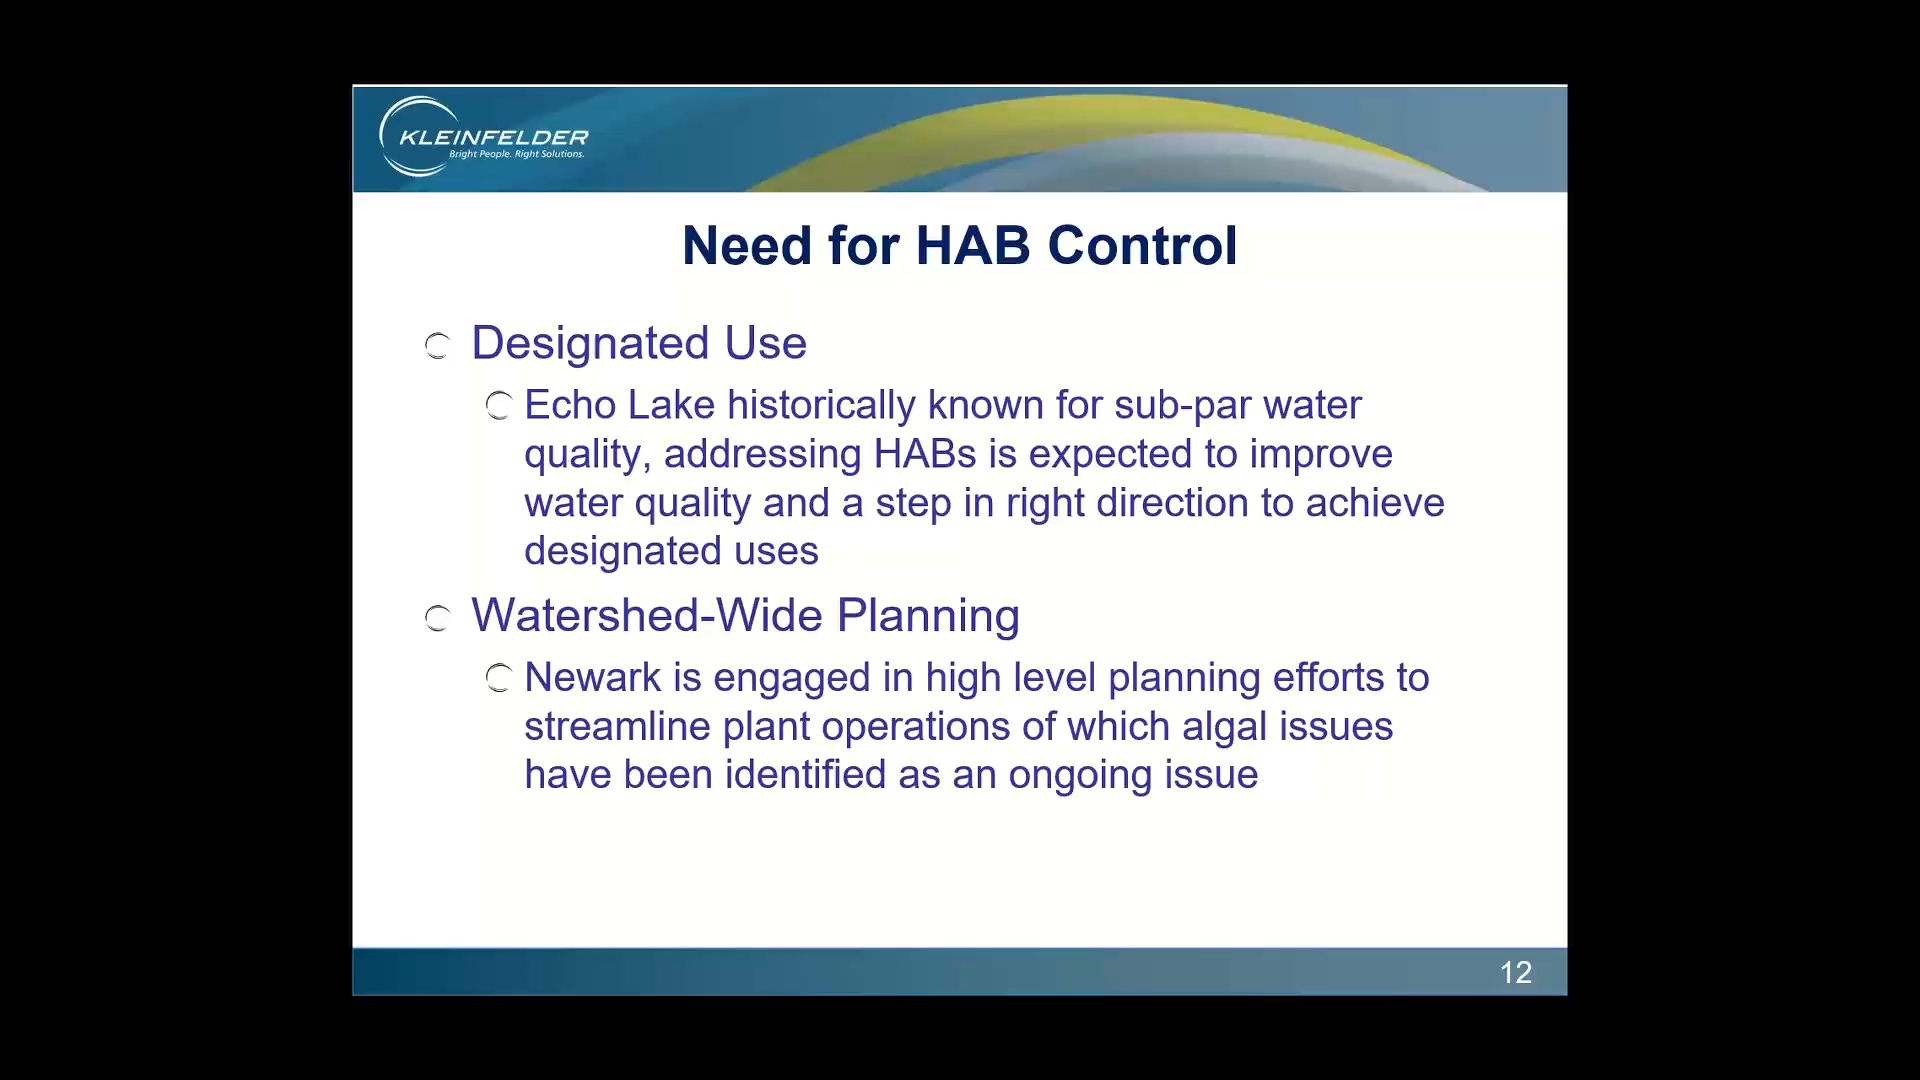 KLEINFELDER
Bright People. Right Solutions.
Need for HAB Control
Designated Use
Echo Lake historically known for sub-par water
quality, addressing HABs is expected to improve
water quality and a step in right direction to achieve
designated uses
Watershed-Wide Planning
Newark is engaged in high level planning efforts to
streamline plant operations of which algal issues
have been identified as an ongoing issue
12